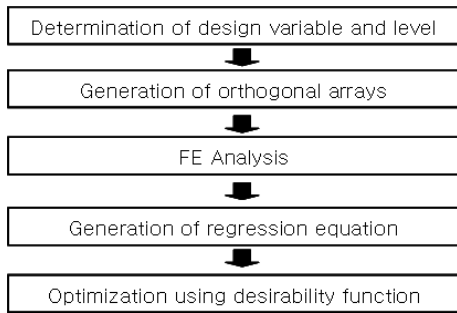 Determination of design variable and level
Generation of orthogonal arrays
FE Analysis
Generation of regression equation
Optimization using desirability function